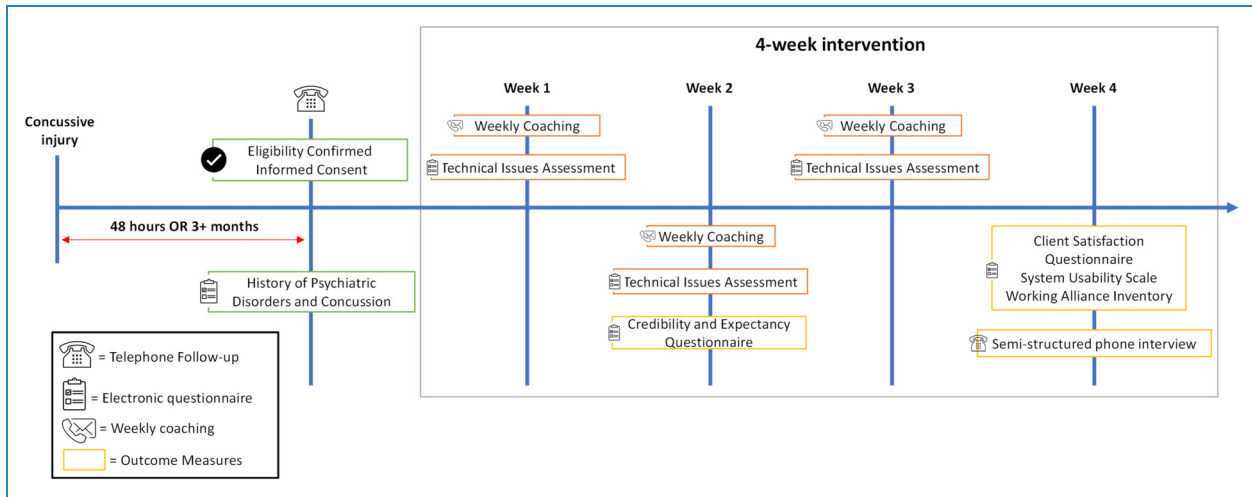 4-week intervention
Week 1
Week 2
Week 3
Week 4
Concussive
injury
Eligibility Confirmed
Informed Consent
48 hours OR 3+ months
History of Psychiatric
Disorders and Concussion
Weekly Coaching
Technical Issues Assessment
Weekly Coaching
Technical Issues Assessment
Credibility and Expectancy
Questionnaire
Weekly Coaching
Technical Issues Assessment
Client Satisfaction
Questionnaire
System Usability Scale
Working Alliance Inventory
Semi-structured phone interview
= Telephone Follow-up
= Electronic questionnaire
= Weekly coaching
= Outcome Measures